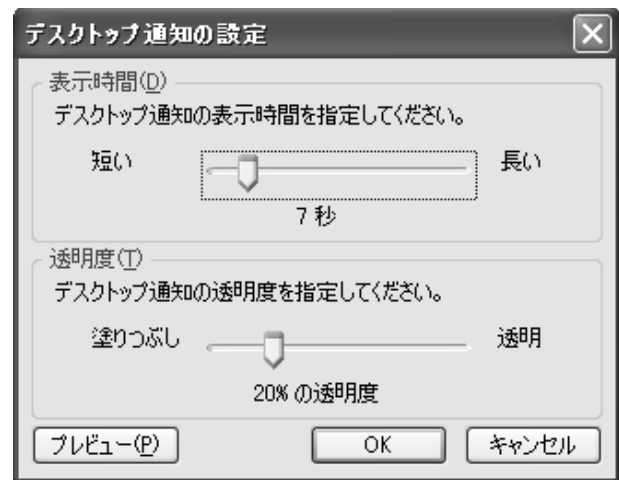 デスクトップ通知の設定
表示時間(D)
デスクトップ通知の表示時間を指定してください。
短い 長い
7 秒
透明度(T)
デスクトップ通知の透明度を指定してください。
塗りつぶし 透明
20% の透明度
プレビュー(P) OK キャンセル